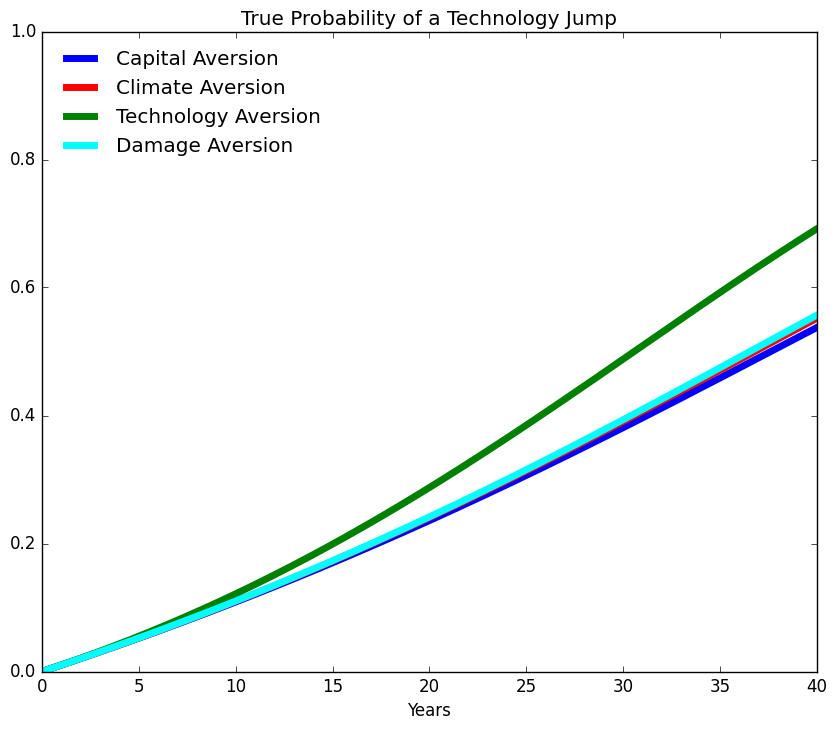 True Probability of a Technology Jump
1.0
Capital Aversion
Climate Aversion
Technology Aversion
Damage Aversion
0.8
0.6
0.4
0.2
0.0
0 5 10 15 20 25 30 35 40
Years